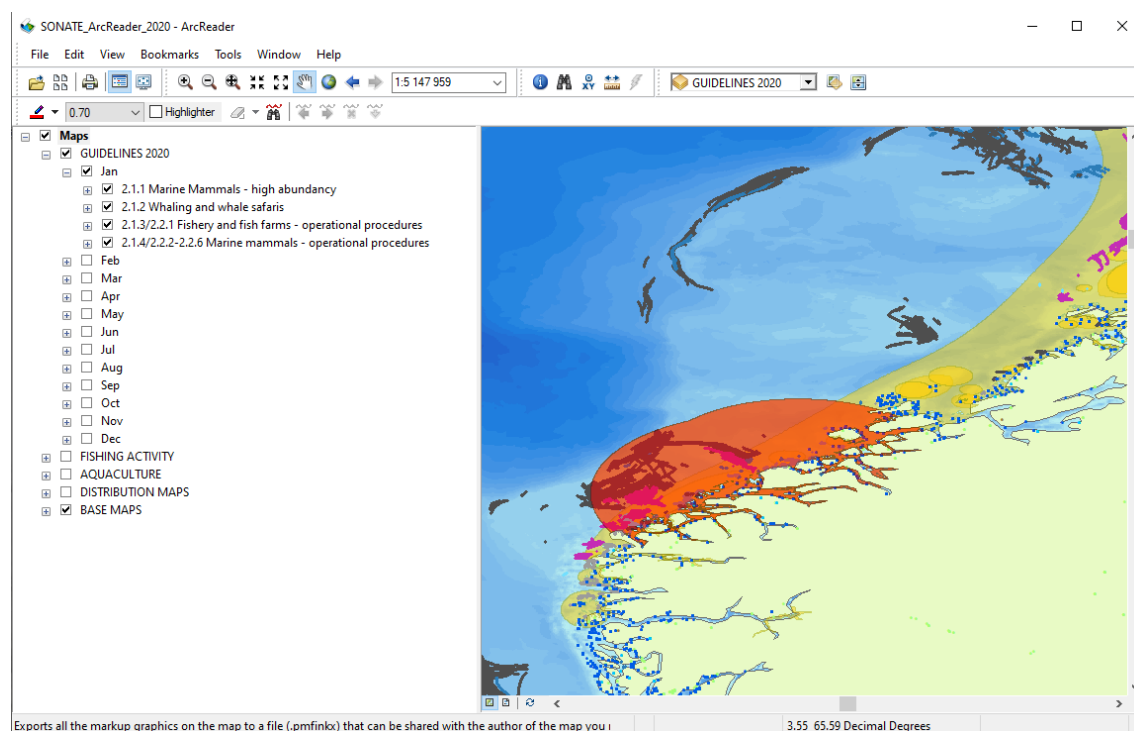 SONATE_ArcReader_2020 - ArcReader
File Edit View Bookmarks Tools Window Help
1:5 147 959
GUIDELINES 2020
0.70
Highlighter
Maps
GUIDELINES 2020
Jan
2.1.1 Marine Mammals - high abundancy
2.1.2 Whaling and whale safaris
2.1.3/2.2.1 Fishery and fish farms - operational procedures
2.1.4/2.2.2-2.2.6 Marine mammals - operational procedures
Feb
Mar
Apr
May
Jun
Jul
Aug
Sep
Oct
Nov
Dec
FISHING ACTIVITY
AQUACULTURE
DISTRIBUTION MAPS
BASE MAPS
Exports all the markup graphics on the map to a file (.pmfinkx) that can be shared with the author of the map you
3.55 65.59 Decimal Degrees